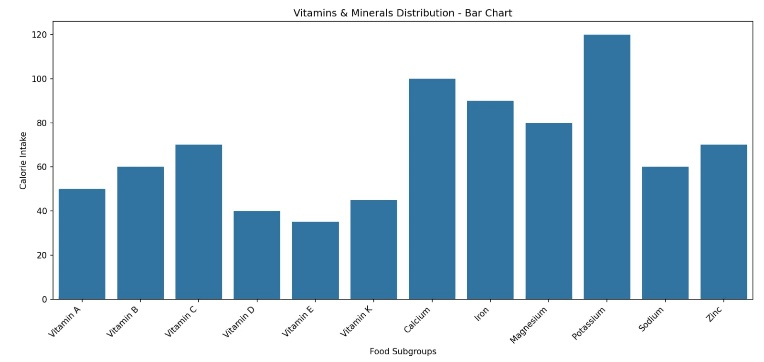 Vitamins & Minerals Distribution - Bar Chart
Calorie Intake
120
100
80
60
40
20
0
Vitamin A
Vitamin B
Vitamin C
Vitamin D
Vitamin E
Vitamin K
Calcium
Iron
Magnesium
Potassium
Sodium
Zinc
Food Subgroups